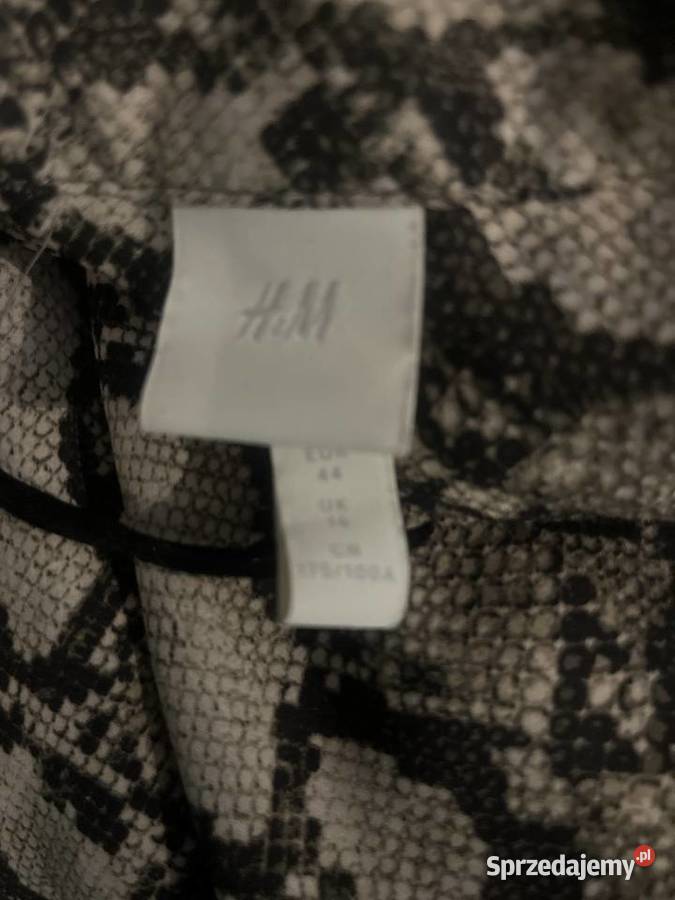 H&M
EUR
44
UK
16
CN
175/100A
Sprzedajemy.pl